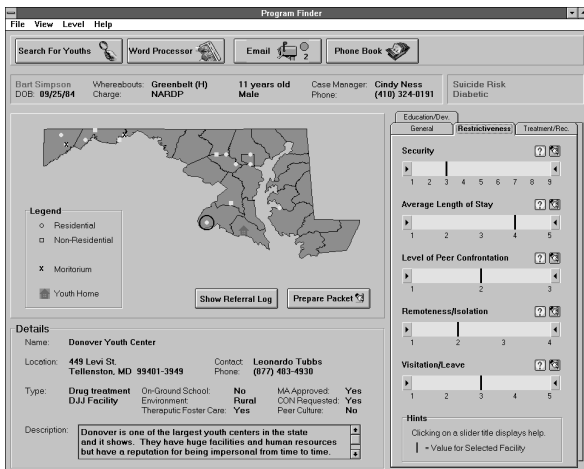 Program Finder
File View Level Help
Search For Youths
Word Processor
Email 2
Phone Book
Bart Simpson Whereabouts: Greenbelt (H) 11 years old Case Manager: Cindy Ness
DOB: 09/25/84 Charge: NARDP Male Phone: (410) 324-0191
Suicide Risk
Diabetic
Legend
Residential
Non-Residential
x Moritorium
Youth Home
Show Referral Log
Prepare Packet
Details
Name: Donover Youth Center
Location: 449 Levi St. Contact: Leonardo Tubbs
Tellenston, MD 99401-3949 Phone: (877) 483-4930
Type: Drug treatment On-Ground School: No MA Approved: Yes
DJJ Facility Environment: Rural CON Requested: Yes
Theraputic Foster Care: Yes Peer Culture: No
Description: Donover is one of the largest youth centers in the state
and it shows. They have huge facilities and human resources
but have a reputation for being impersonal from time to time.
Education/Dev.
General Restrictiveness Treatment/Rec.
Security ?
1 2 3 4 5 6 7 8 9
Average Length of Stay ?
1 2 3 4 5
Level of Peer Confrontation ?
1 2 3
Remoteness/Isolation ?
1 2 3 4
Visitation/Leave ?
1 2 3 4 5
Hints
Clicking on a slider title displays help.
| = Value for Selected Facility